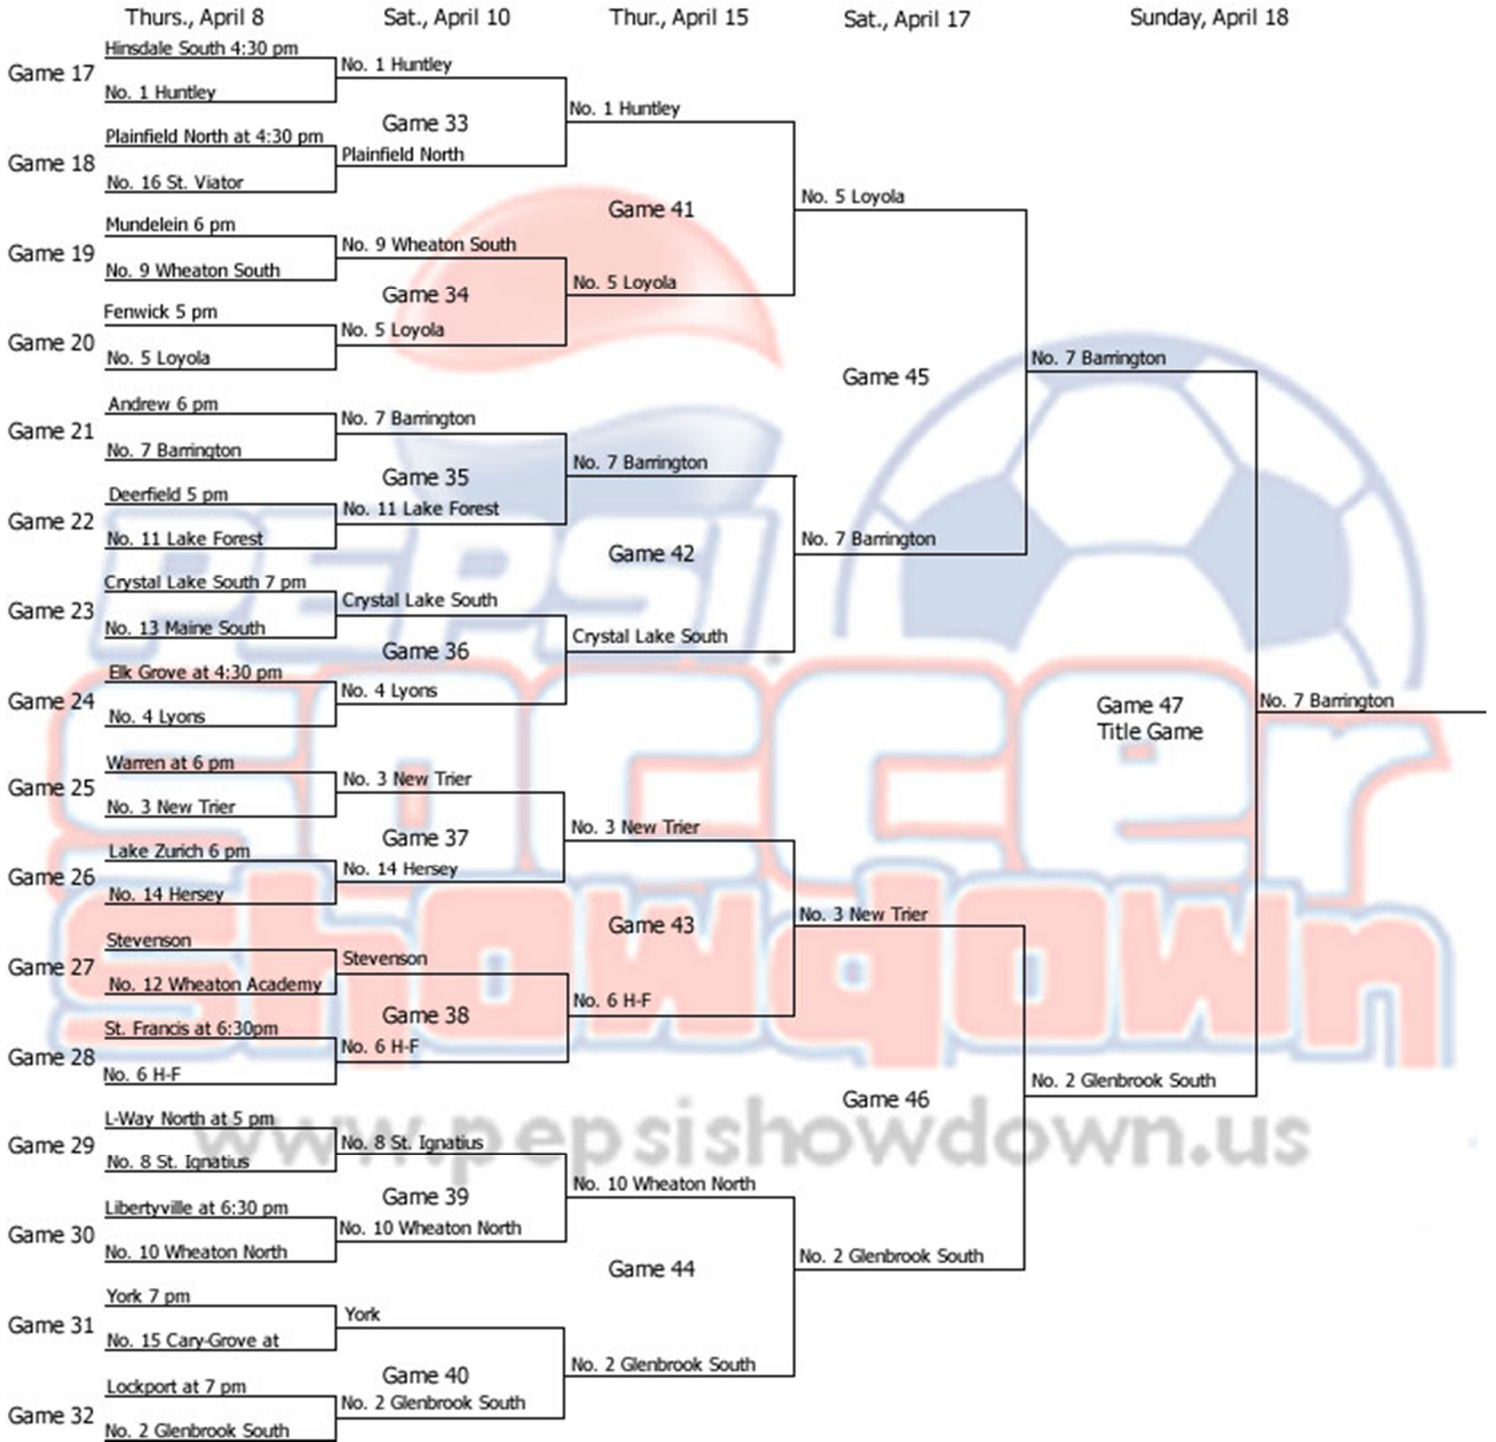 Thurs., April 8
Sat., April 10
Thur., April 15
Sat., April 17
Sunday, April 18
Game 17
Hinsdale South 4:30 pm
No. 1 Huntley
Game 18
Plainfield North at 4:30 pm
No. 16 St. Viator
Game 19
Mundelein 6 pm
No. 9 Wheaton South
Game 20
Fenwick 5 pm
No. 5 Loyola
Game 21
Andrew 6 pm
No. 7 Barrington
Game 22
Deerfield 5 pm
No. 11 Lake Forest
Game 23
Crystal Lake South 7 pm
No. 13 Maine South
Game 24
Elk Grove at 4:30 pm
No. 4 Lyons
Game 25
Warren at 6 pm
No. 3 New Trier
Game 26
Lake Zurich 6 pm
No. 14 Hersey
Game 27
Stevenson
No. 12 Wheaton Academy
Game 28
St. Francis at 6:30pm
No. 6 H-F
Game 29
L-Way North at 5 pm
No. 8 St. Ignatius
Game 30
Libertyville at 6:30 pm
No. 10 Wheaton North
Game 31
York 7 pm
No. 15 Cary-Grove at
Game 32
Lockport at 7 pm
No. 2 Glenbrook South
No. 1 Huntley
Game 33
Plainfield North
No. 9 Wheaton South
Game 34
No. 5 Loyola
No. 7 Barrington
Game 35
No. 11 Lake Forest
Crystal Lake South
Game 36
No. 4 Lyons
No. 3 New Trier
Game 37
No. 14 Hersey
Stevenson
Game 38
No. 6 H-F
No. 8 St. Ignatius
Game 39
No. 10 Wheaton North
York
Game 40
No. 2 Glenbrook South
No. 1 Huntley
Game 41
No. 5 Loyola
No. 7 Barrington
Game 42
Crystal Lake South
No. 3 New Trier
Game 43
No. 6 H-F
No. 10 Wheaton North
Game 44
No. 2 Glenbrook South
No. 5 Loyola
Game 45
No. 7 Barrington
No. 3 New Trier
Game 46
No. 2 Glenbrook South
No. 7 Barrington
Game 47
Title Game
No. 2 Glenbrook South
No. 7 Barrington
PEPSI
soccer
showdown
www.pepsishowdown.us